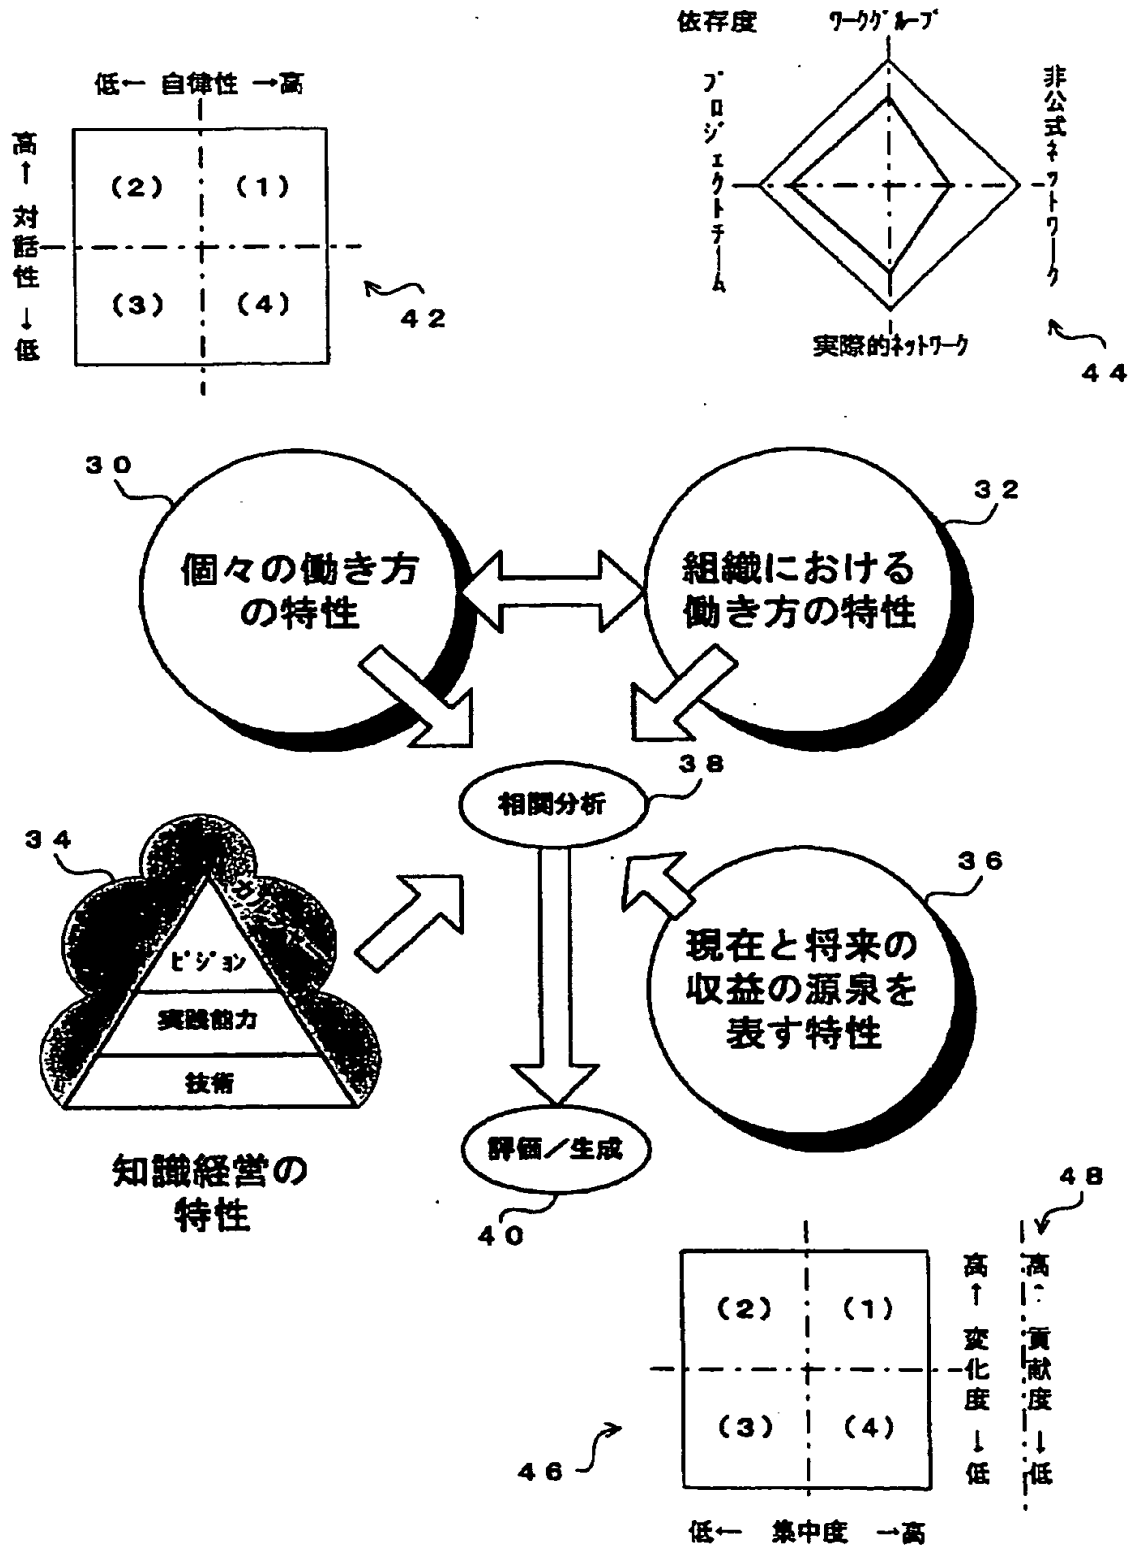 低← 自律性 →高
高↑対話性↓低
(2) (1)
(3) (4)
42
依存度
ワークグループ
プロジェクトチーム
非公式ネットワーク
実際的ネットワーク
44
30
個々の働き方
の特性
32
組織における
働き方の特性
相関分析
38
34
ビジョン
実践能力
技術
知識経営の
特性
36
現在と将来の
収益の源泉を
表す特性
評価/生成
40
48
(2) (1)
(3) (4)
高↑変化度↓低
高↑貢献度↓低
46
低← 集中度 →高